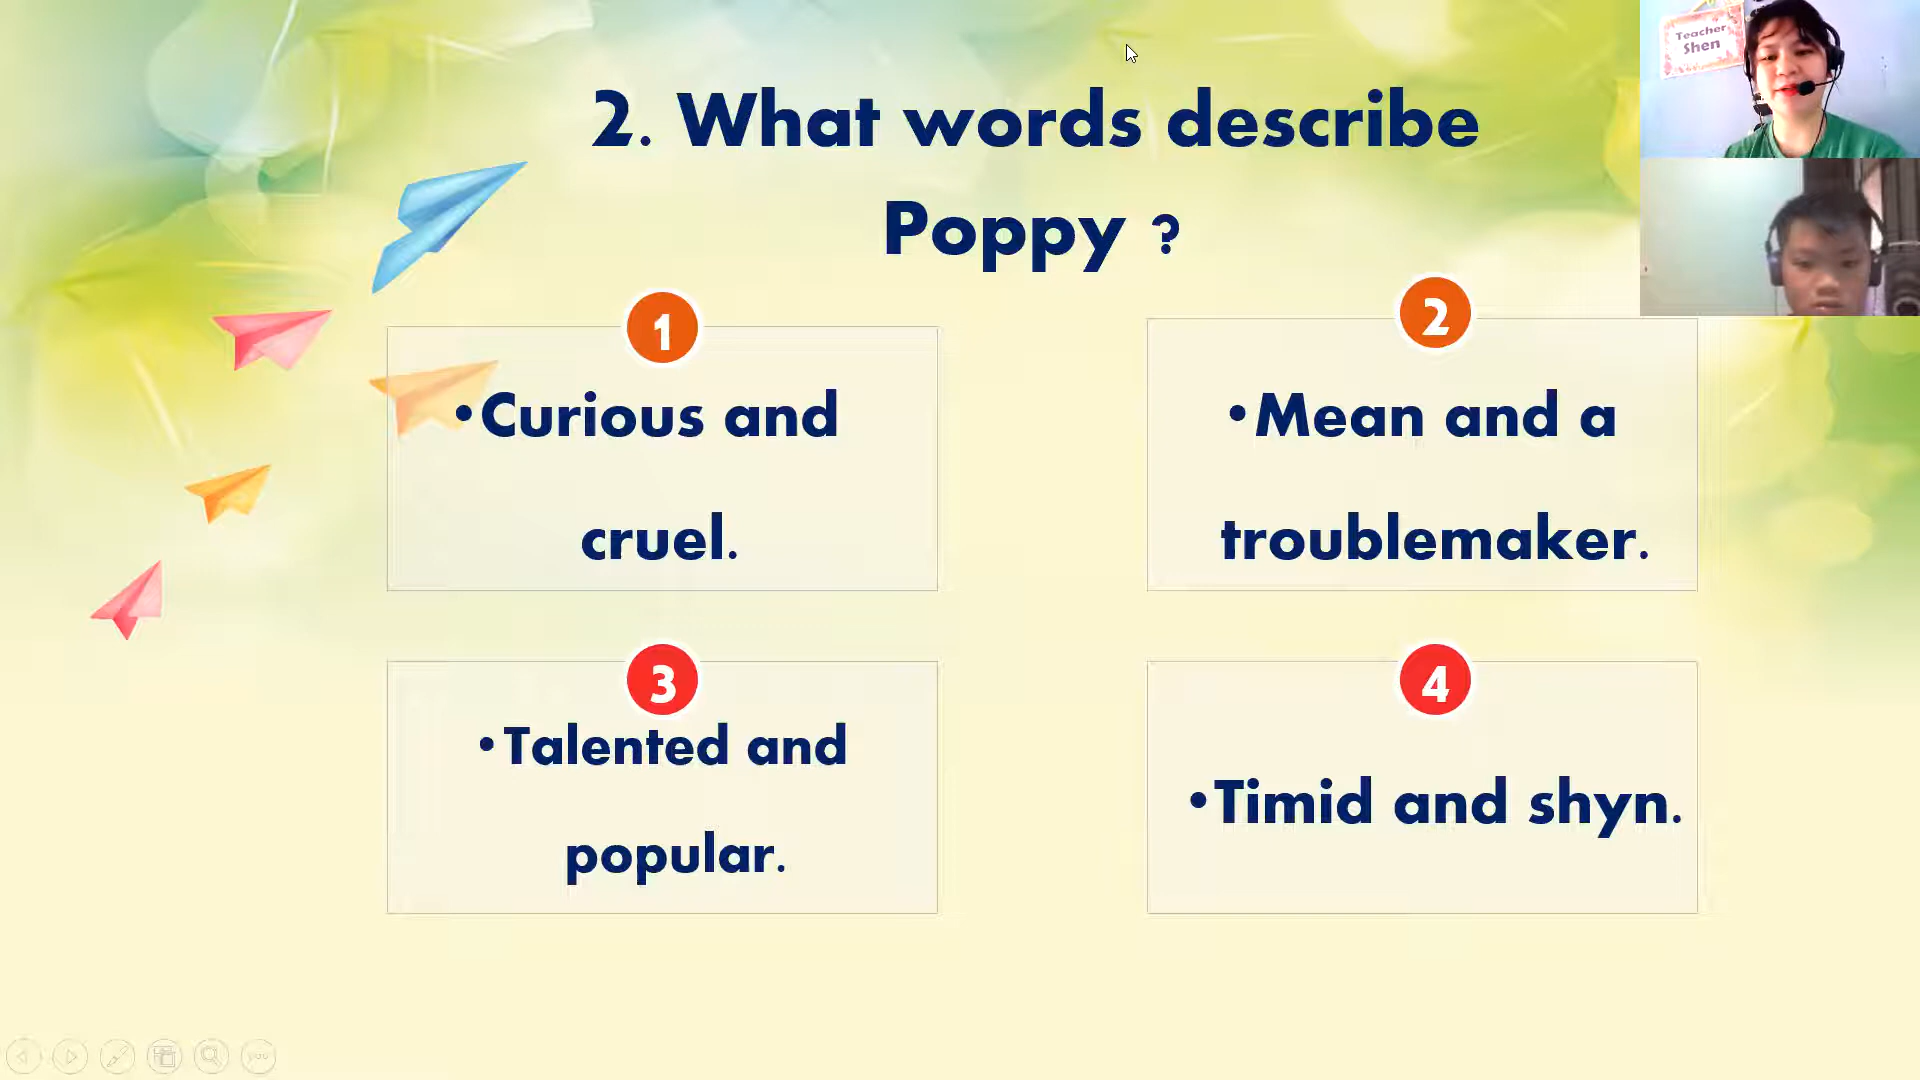 2. What words describe
Poppy ?
Teacher
Shen
1
•Curious and
cruel.
2
•Mean and a
troublemaker.
3
•Talented and
popular.
4
•Timid and shyn.